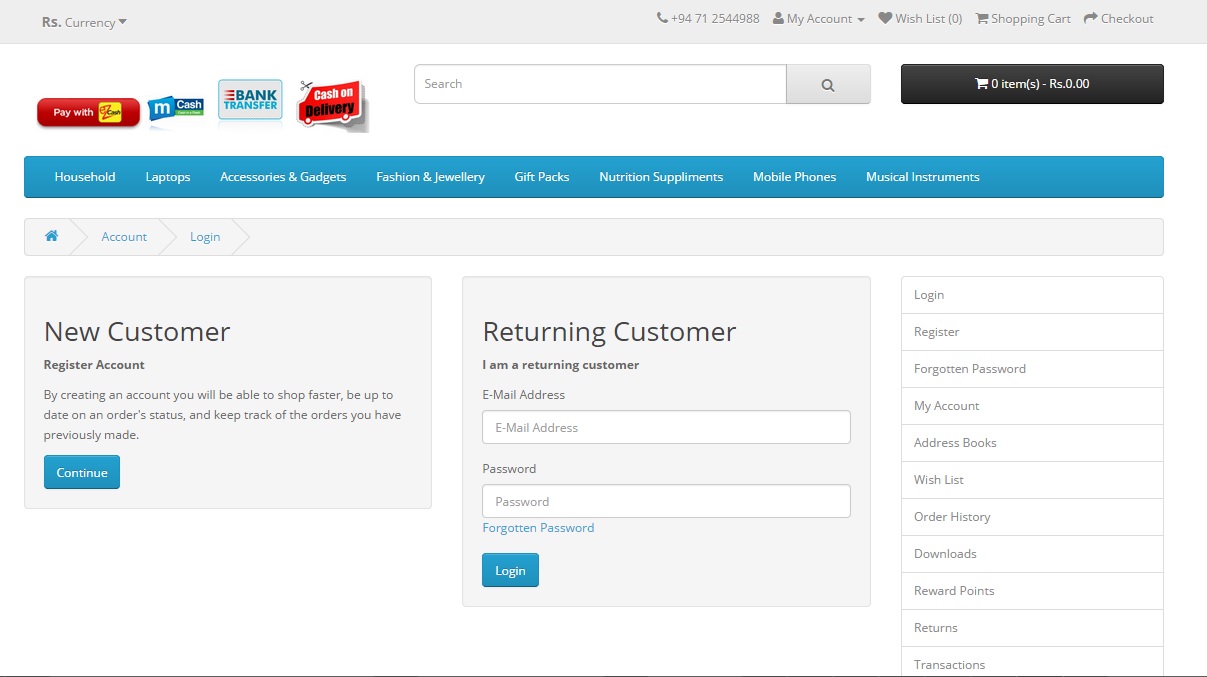 Rs. Currency
+94 71 2544988 My Account Wish List (0) Shopping Cart Checkout
Pay with eZ Cash
m Cash
BANK TRANSFER
Cash on Delivery
Search
0 item(s) - Rs.0.00
Household Laptops Accessories & Gadgets Fashion & Jewellery Gift Packs Nutrition Suppliments Mobile Phones Musical Instruments
Account Login
New Customer
Register Account
By creating an account you will be able to shop faster, be up to
date on an order's status, and keep track of the orders you have
previously made.
Continue
Returning Customer
I am a returning customer
E-Mail Address
E-Mail Address
Password
Password
Forgotten Password
Login
Login
Register
Forgotten Password
My Account
Address Books
Wish List
Order History
Downloads
Reward Points
Returns
Transactions